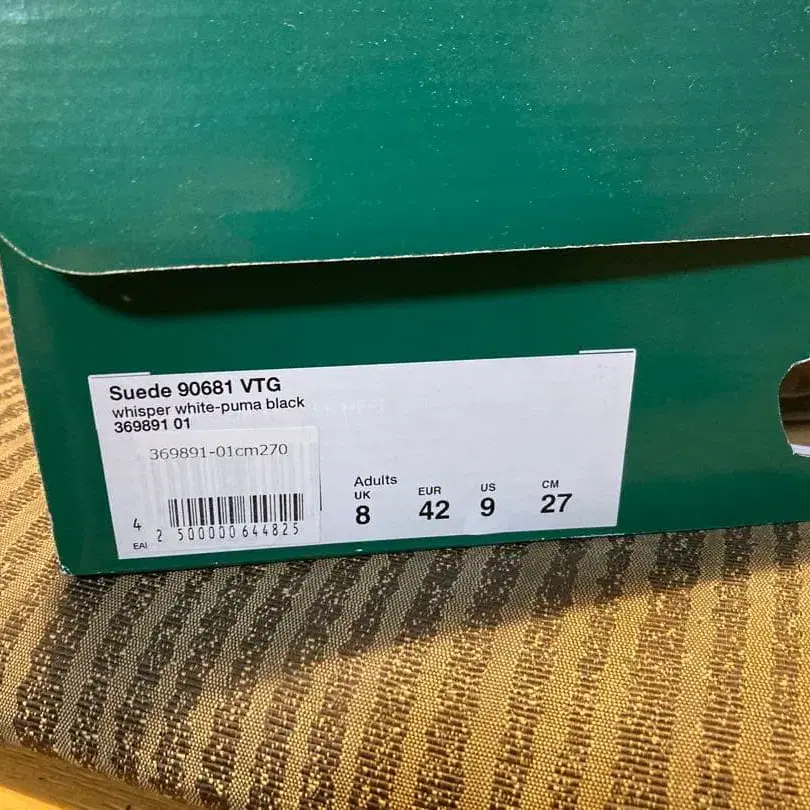 Suede 90681 VTG
whisper white-puma black
369891 01
369891-01cm270
4
2 500000 644825
EAI
Adults
UK EUR US CM
8 42 9 27